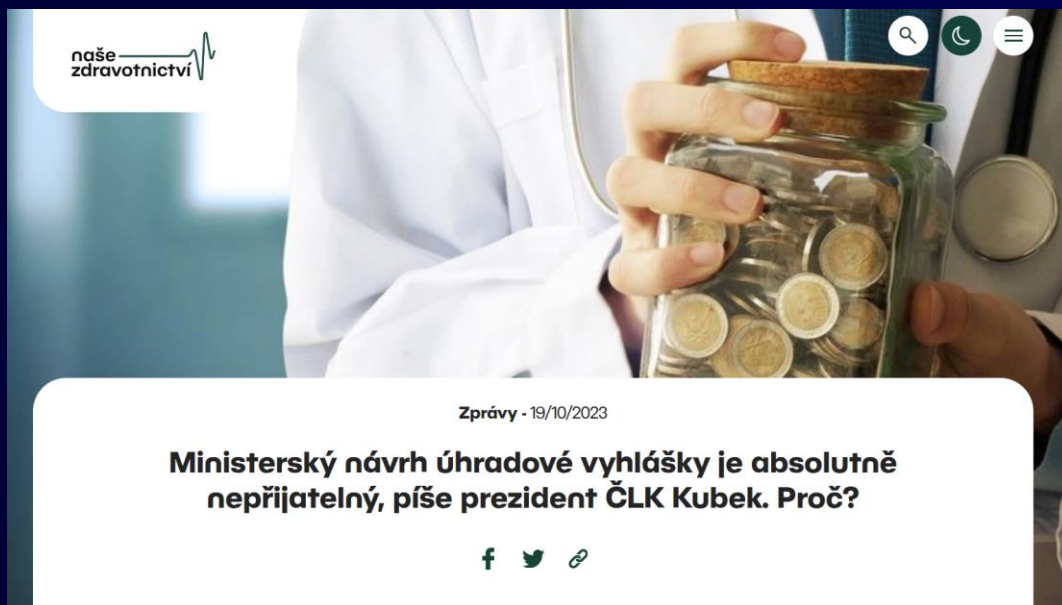 naše
zdravotnictví
Zprávy - 19/10/2023
Ministerský návrh úhradové vyhlášky je absolutně
nepřijatelný, píše prezident ČLK Kubek. Proč?